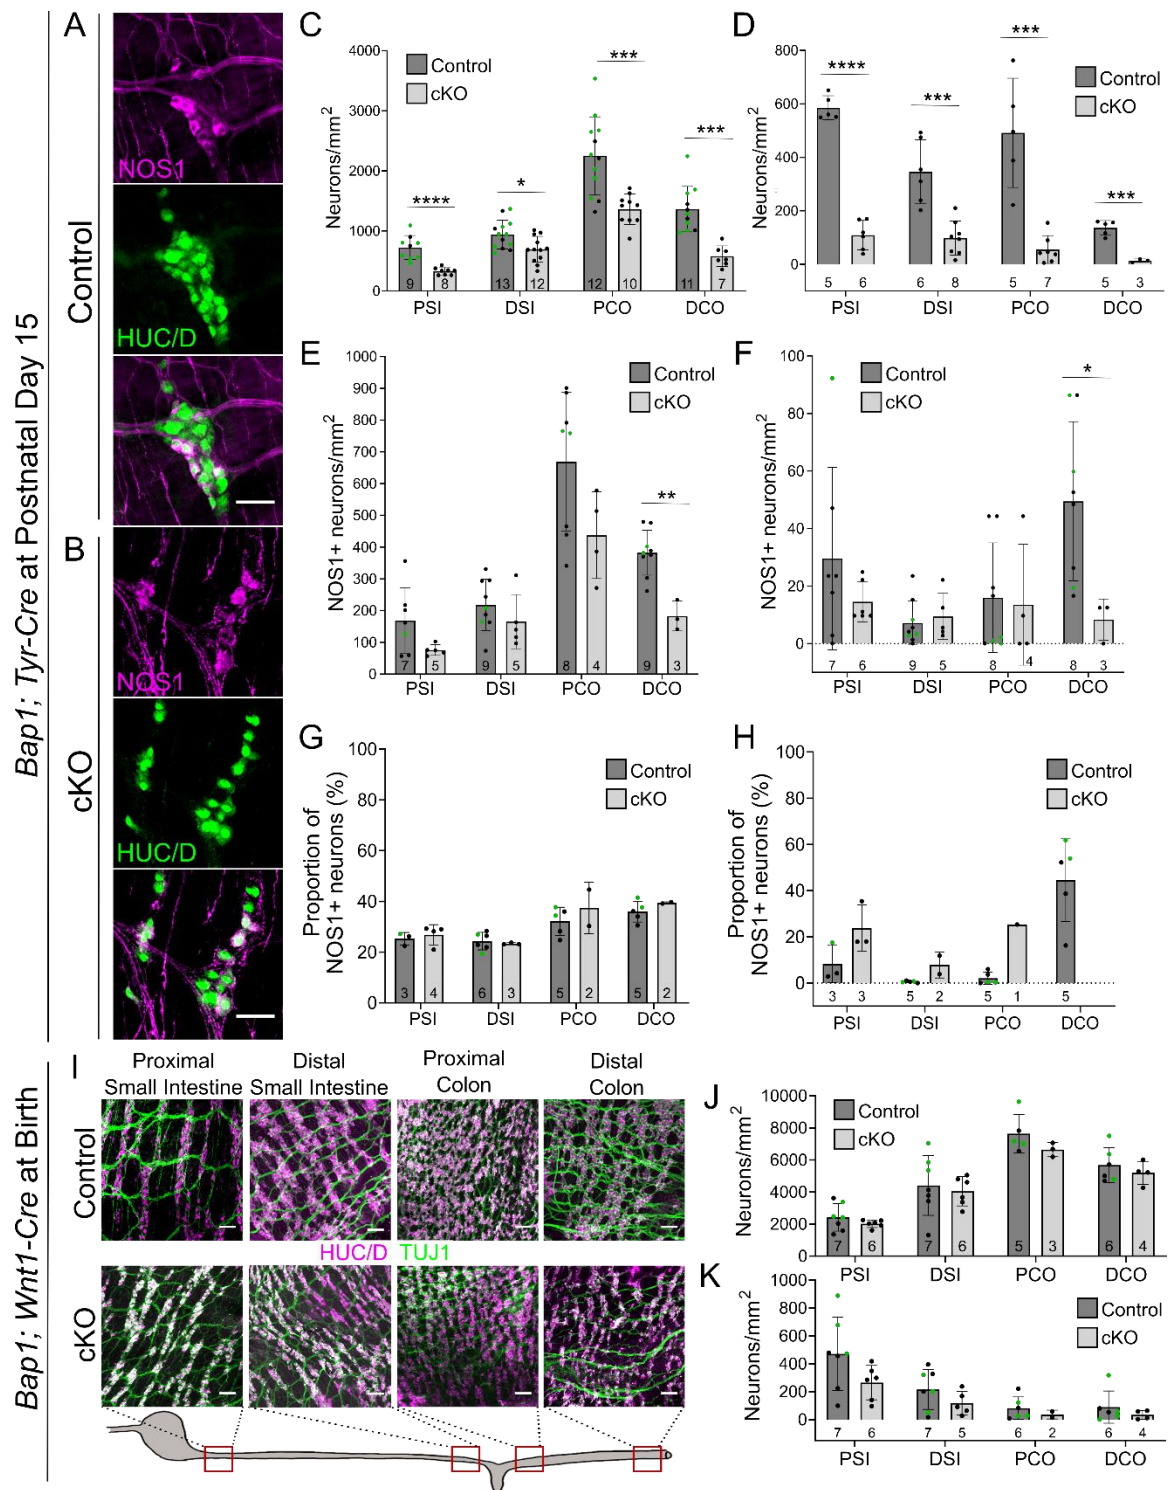 Bap1; Tyr-Cre at Postnatal Day 15
A
Control
NOS1
HUC/D
B
cKO
NOS1
HUC/D
C
Neurons/mm²
4000
3000
2000
1000
0
Control
cKO
****
*
***
***
9 8 13 12 12 10 11 7
PSI DSI PCO DCO
D
Neurons/mm²
800
600
400
200
0
Control
cKO
****
***
***
***
5 6 6 8 5 7 5 3
PSI DSI PCO DCO
E
NOS1+ neurons/mm²
1000
900
800
700
600
500
400
300
200
100
0
Control
cKO
**
7 5 9 5 8 4 9 3
PSI DSI PCO DCO
F
NOS1+ neurons/mm²
100
80
60
40
20
0
Control
cKO
*
7 6 9 5 8 4 8 3
PSI DSI PCO DCO
G
Proportion of
NOS1+ neurons (%)
100
80
60
40
20
0
Control
cKO
3 4 6 3 5 2 5 2
PSI DSI PCO DCO
H
Proportion of
NOS1+ neurons (%)
100
80
60
40
20
0
Control
cKO
3 3 5 2 5 1 5
PSI DSI PCO DCO
Bap1; Wnt1-Cre at Birth
I
Proximal
Small Intestine
Distal
Small Intestine
Proximal
Colon
Distal
Colon
Control
HUC/D TUJ1
cKO
J
Neurons/mm²
10000
8000
6000
4000
2000
0
Control
cKO
7 6 7 6 5 3 6 4
PSI DSI PCO DCO
K
Neurons/mm²
1000
800
600
400
200
0
Control
cKO
7 6 7 5 6 2 6 4
PSI DSI PCO DCO